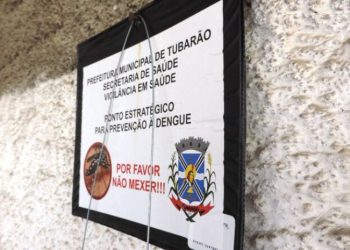 PREFEITURA MUNICIPAL DE TUBARÃO
SECRETARIA DE SAÚDE
VIGILÂNCIA EM SAÚDE
PONTO ESTRATÉGICO
PARA PREVENÇÃO À DENGUE
POR FAVOR
NÃO MEXER!!!